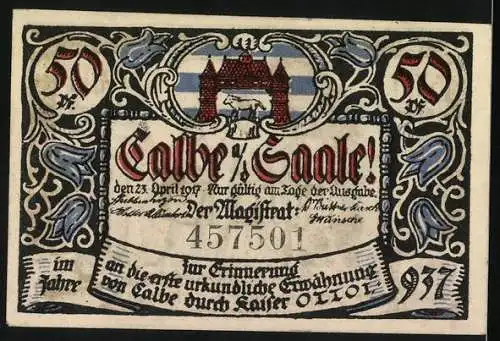 50 Pf. 50 Pf.
Calbe a/ Saale!
den 23. April 1917 Nur gültig am Tage der Ausgabe
Der Magistrat:
457501
im Jahre
zur Erinnerung
an die erste urkundliche Erwähnung
von Calbe durch Kaiser OTTO I.
937